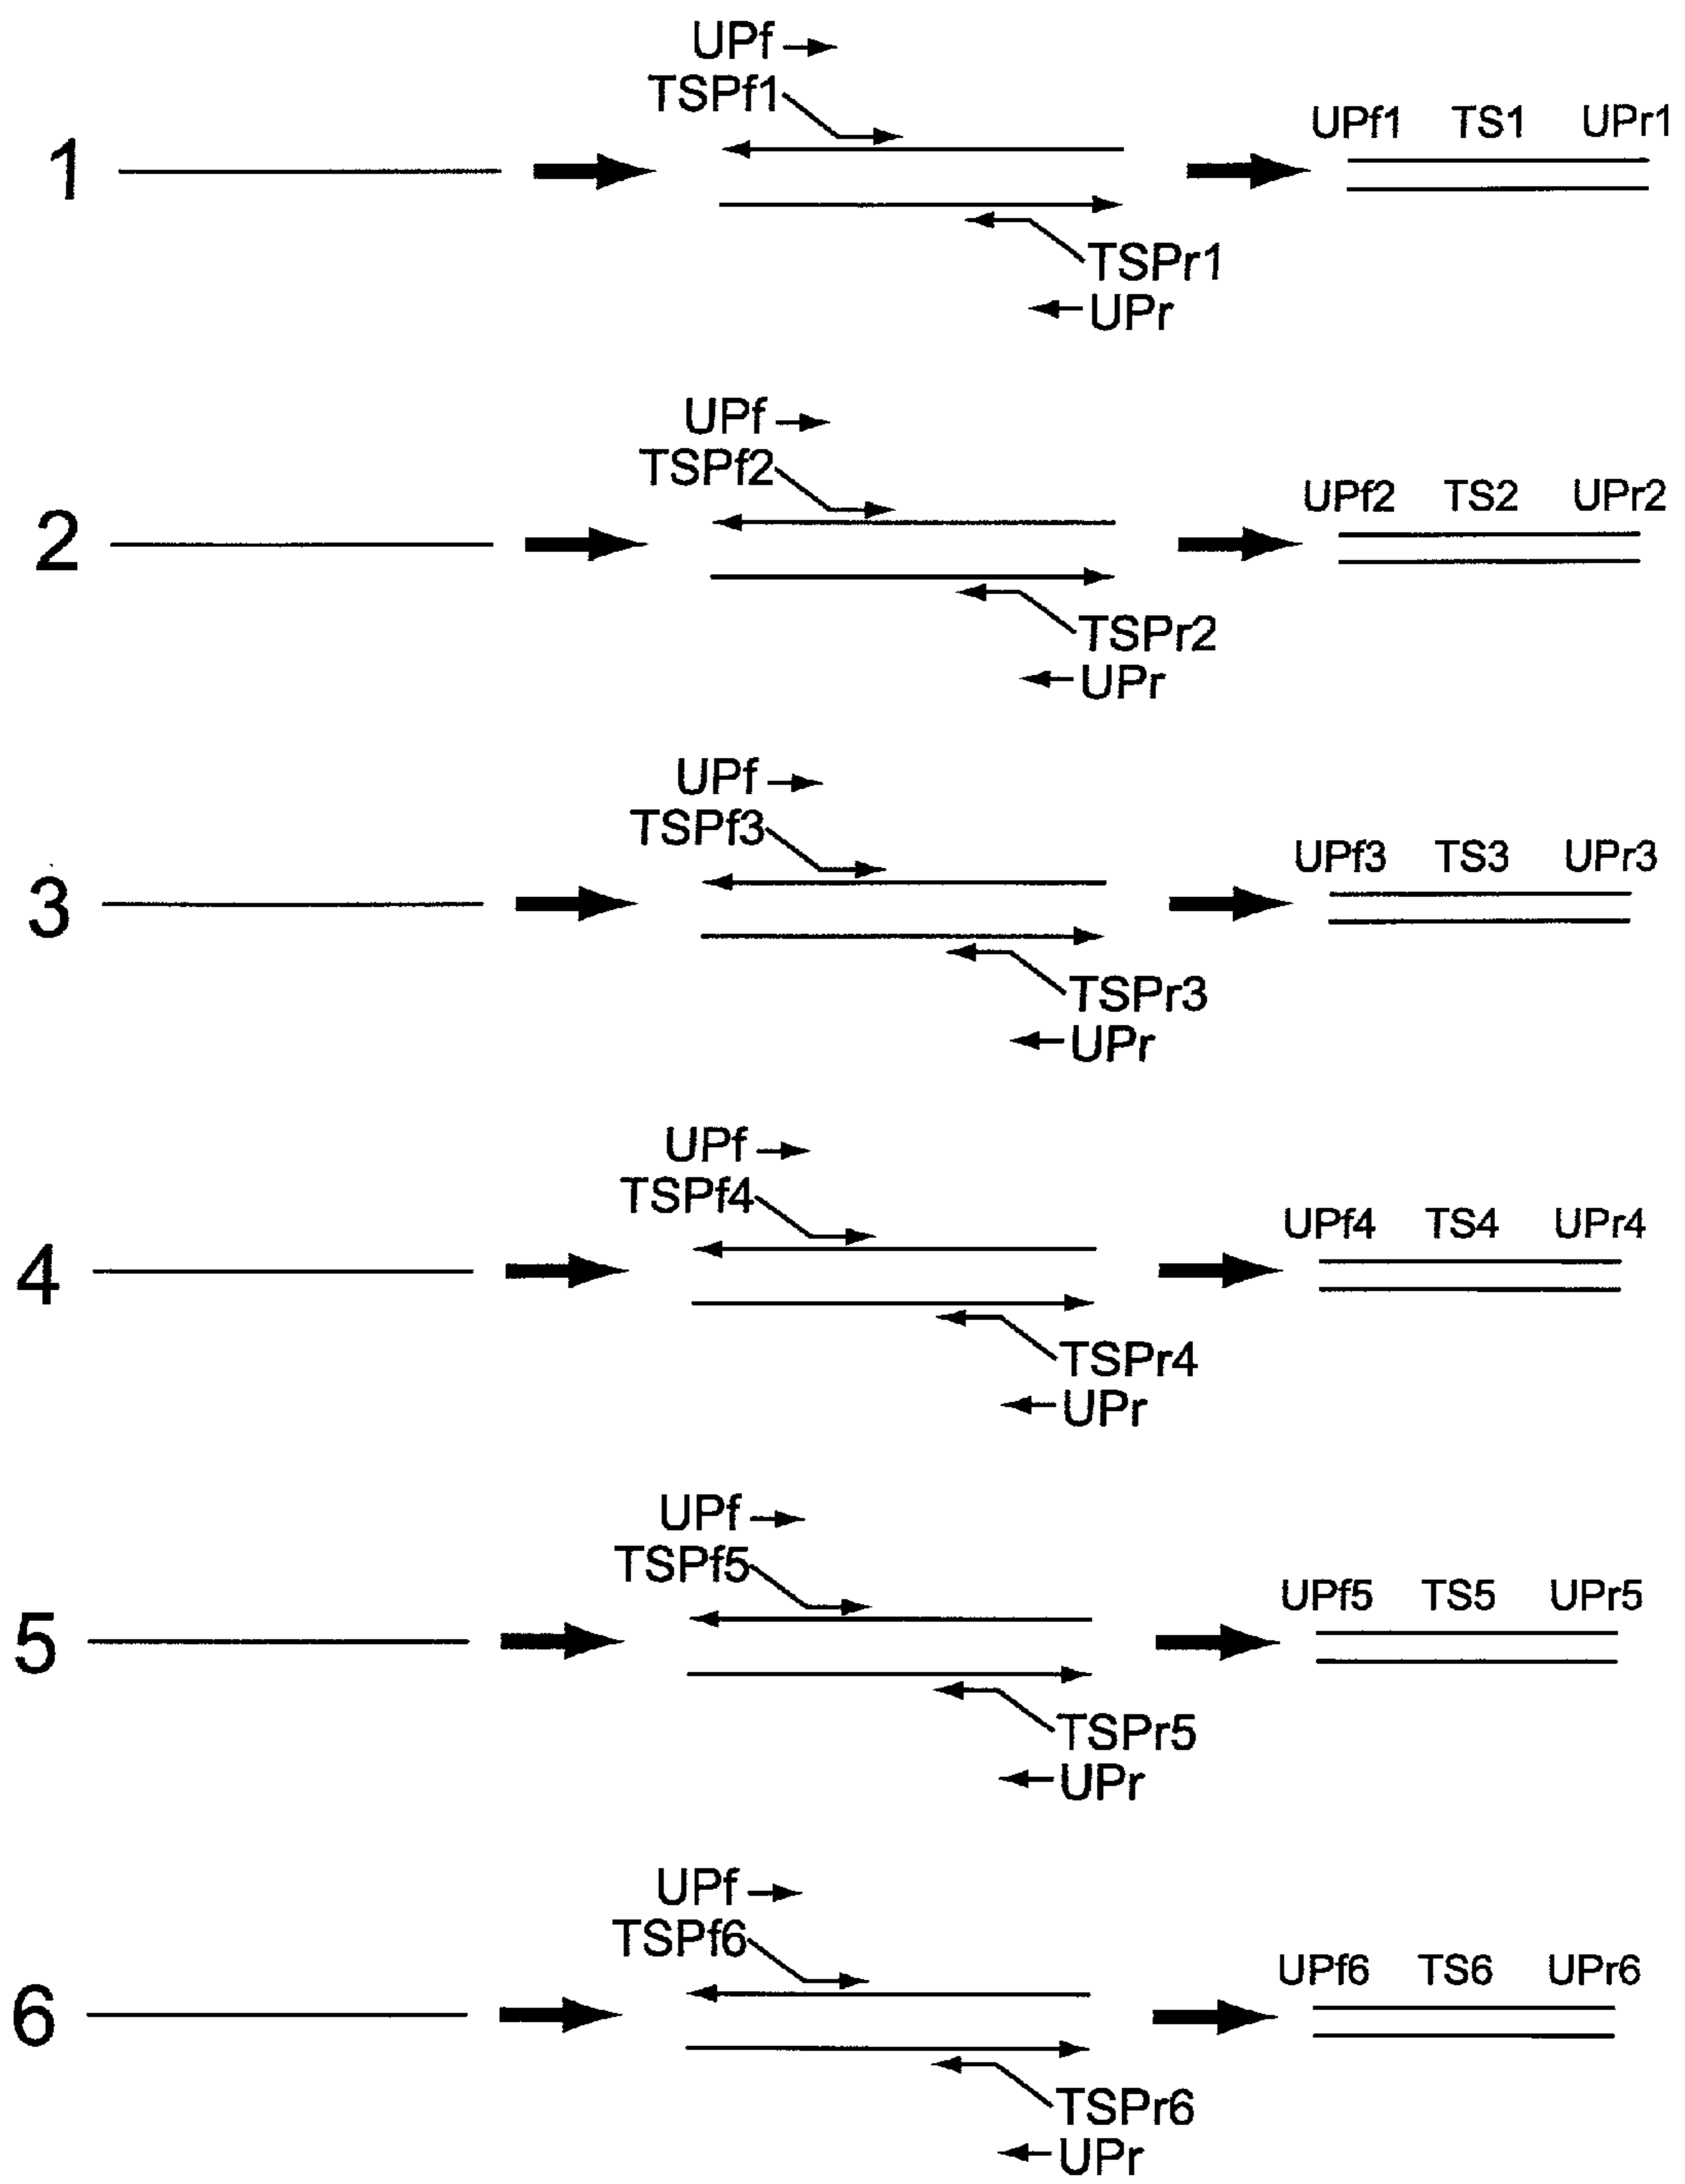 UPf
TSPf1
UPf1 TS1 UPr1
1
TSPr1
UPr
UPf
TSPf2
UPf2 TS2 UPr2
2
TSPr2
UPr
UPf
TSPf3
UPf3 TS3 UPr3
3
TSPr3
UPr
UPf
TSPf4
UPf4 TS4 UPr4
4
TSPr4
UPr
UPf
TSPf5
UPf5 TS5 UPr5
5
TSPr5
UPr
UPf
TSPf6
UPf6 TS6 UPr6
6
TSPr6
UPr